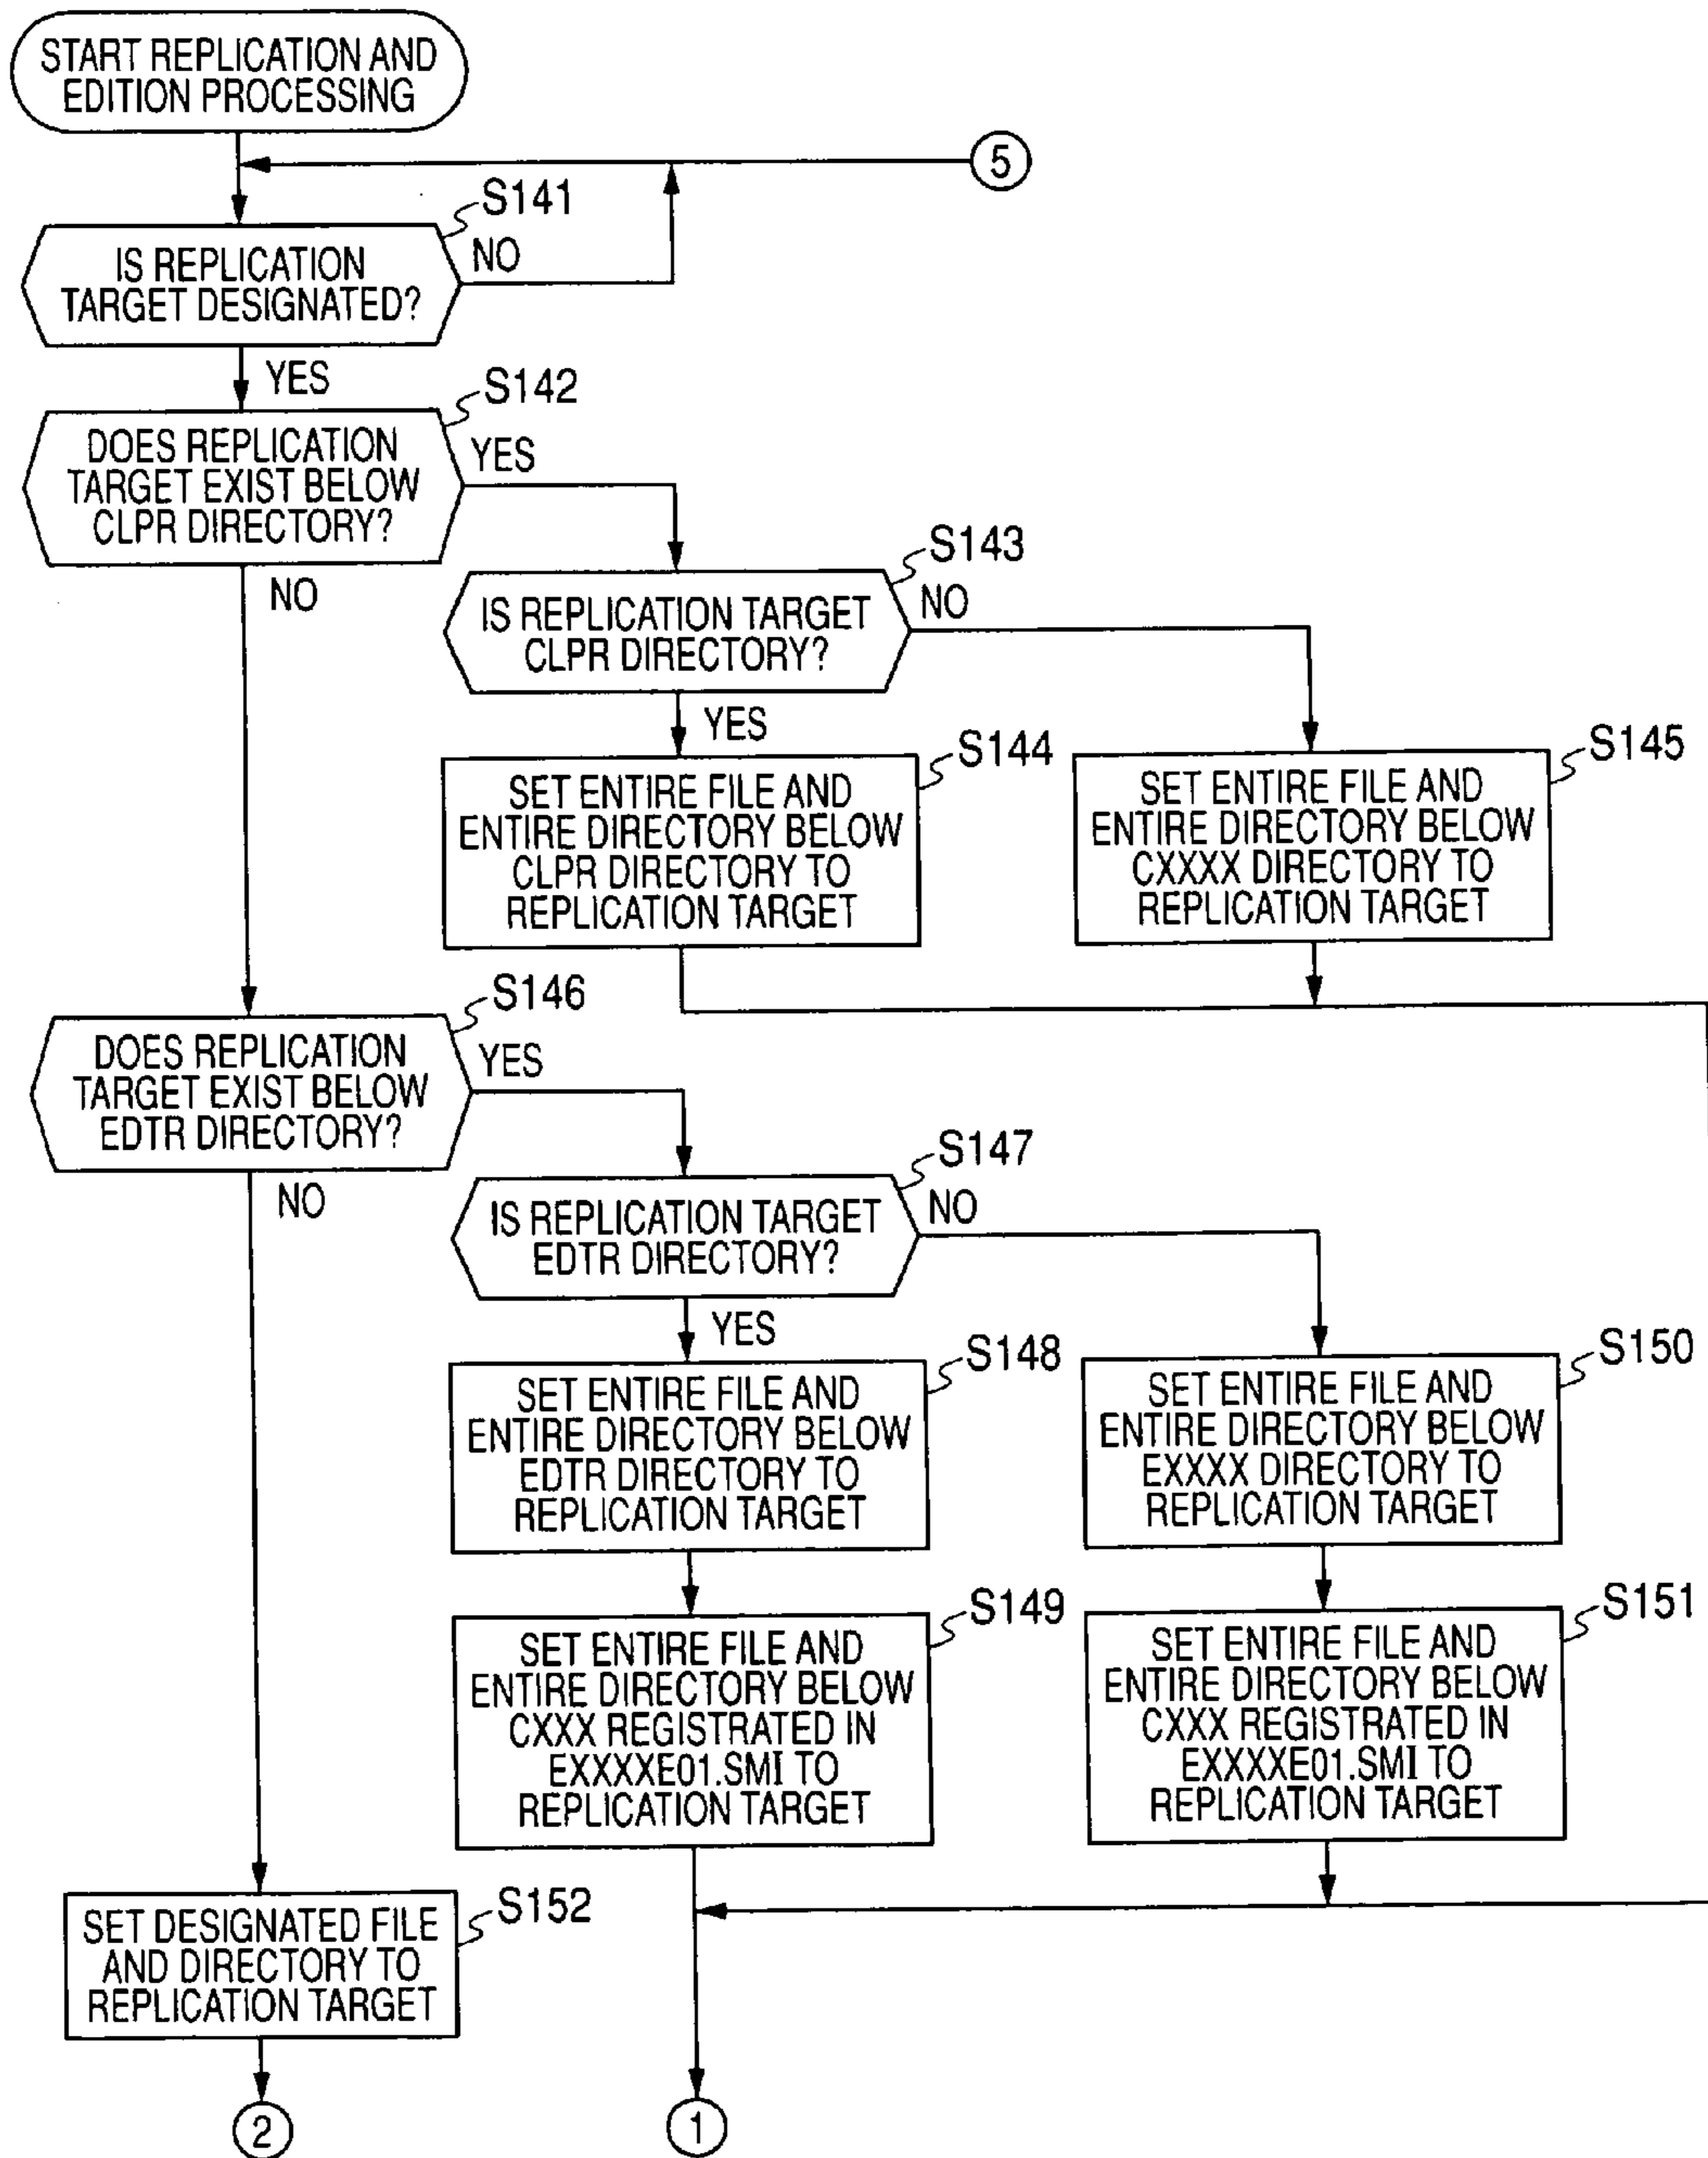 START REPLICATION AND
EDITION PROCESSING
5
S141
IS REPLICATION
TARGET DESIGNATED?
NO
YES
S142
DOES REPLICATION
TARGET EXIST BELOW
CLPR DIRECTORY?
YES
NO
S143
IS REPLICATION TARGET
CLPR DIRECTORY?
NO
YES
S144
SET ENTIRE FILE AND
ENTIRE DIRECTORY BELOW
CLPR DIRECTORY TO
REPLICATION TARGET
S145
SET ENTIRE FILE AND
ENTIRE DIRECTORY BELOW
CXXXX DIRECTORY TO
REPLICATION TARGET
S146
DOES REPLICATION
TARGET EXIST BELOW
EDTR DIRECTORY?
YES
NO
S147
IS REPLICATION TARGET
EDTR DIRECTORY?
NO
YES
S148
SET ENTIRE FILE AND
ENTIRE DIRECTORY BELOW
EDTR DIRECTORY TO
REPLICATION TARGET
S150
SET ENTIRE FILE AND
ENTIRE DIRECTORY BELOW
EXXXX DIRECTORY TO
REPLICATION TARGET
S149
SET ENTIRE FILE AND
ENTIRE DIRECTORY BELOW
CXXX REGISTRATED IN
EXXXXE01.SMI TO
REPLICATION TARGET
S151
SET ENTIRE FILE AND
ENTIRE DIRECTORY BELOW
CXXX REGISTRATED IN
EXXXXE01.SMI TO
REPLICATION TARGET
S152
SET DESIGNATED FILE
AND DIRECTORY TO
REPLICATION TARGET
2
1